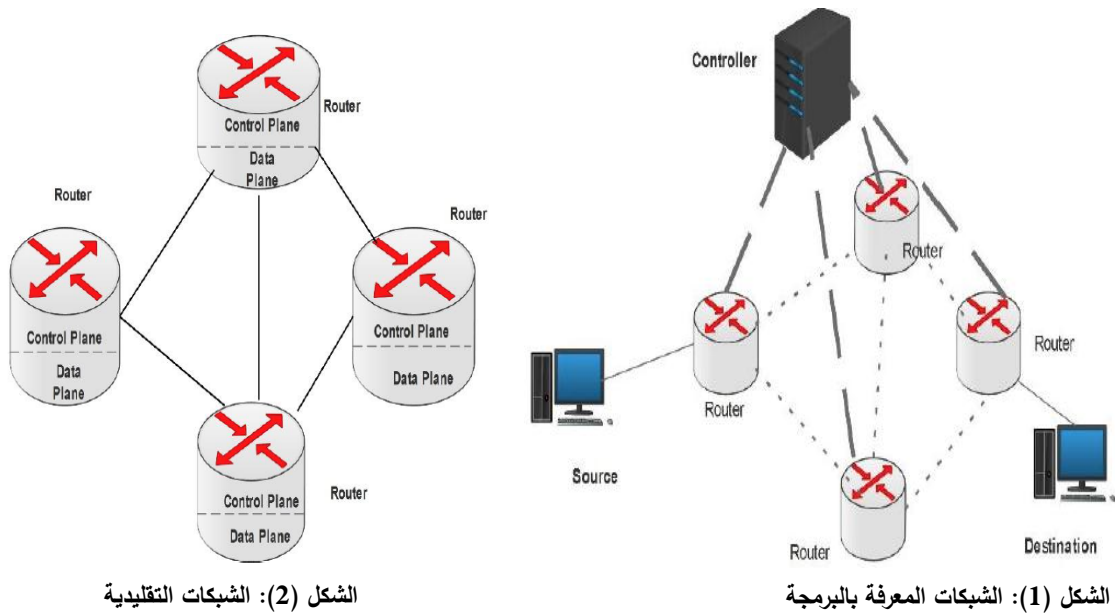 Router
Control Plane
Data
Plane
Router
Control Plane
Data
Plane
Router
Control Plane
Data Plane
Router
Control Plane
Data Plane
الشكل (2): الشبكات التقليدية
Controller
Router
Router
Router
Router
Source
Destination
الشكل (1): الشبكات المعرفة بالبرمجة